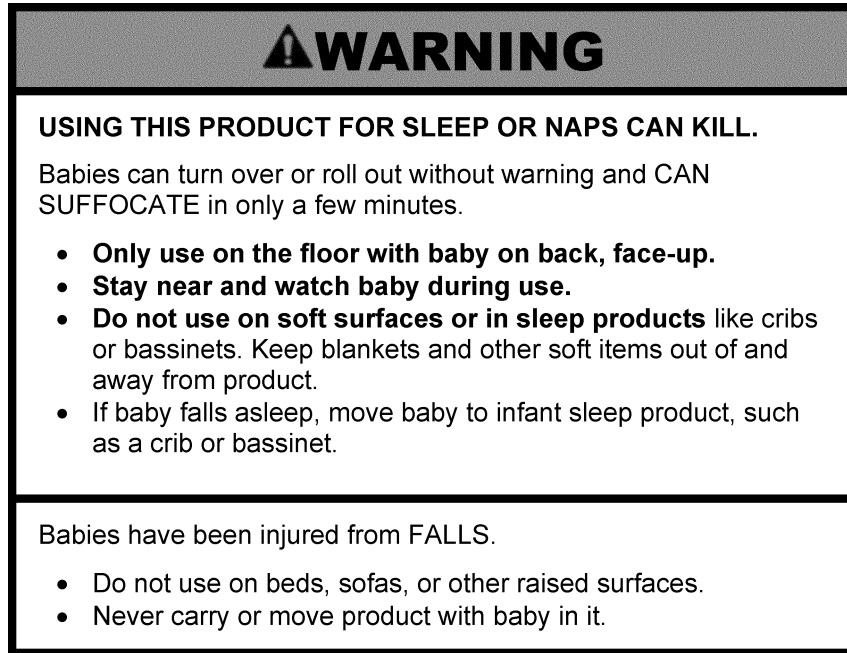 ⚠WARNING
USING THIS PRODUCT FOR SLEEP OR NAPS CAN KILL.
Babies can turn over or roll out without warning and CAN
SUFFOCATE in only a few minutes.
• Only use on the floor with baby on back, face-up.
• Stay near and watch baby during use.
• Do not use on soft surfaces or in sleep products like cribs
or bassinets. Keep blankets and other soft items out of and
away from product.
• If baby falls asleep, move baby to infant sleep product, such
as a crib or bassinet.
Babies have been injured from FALLS.
• Do not use on beds, sofas, or other raised surfaces.
• Never carry or move product with baby in it.